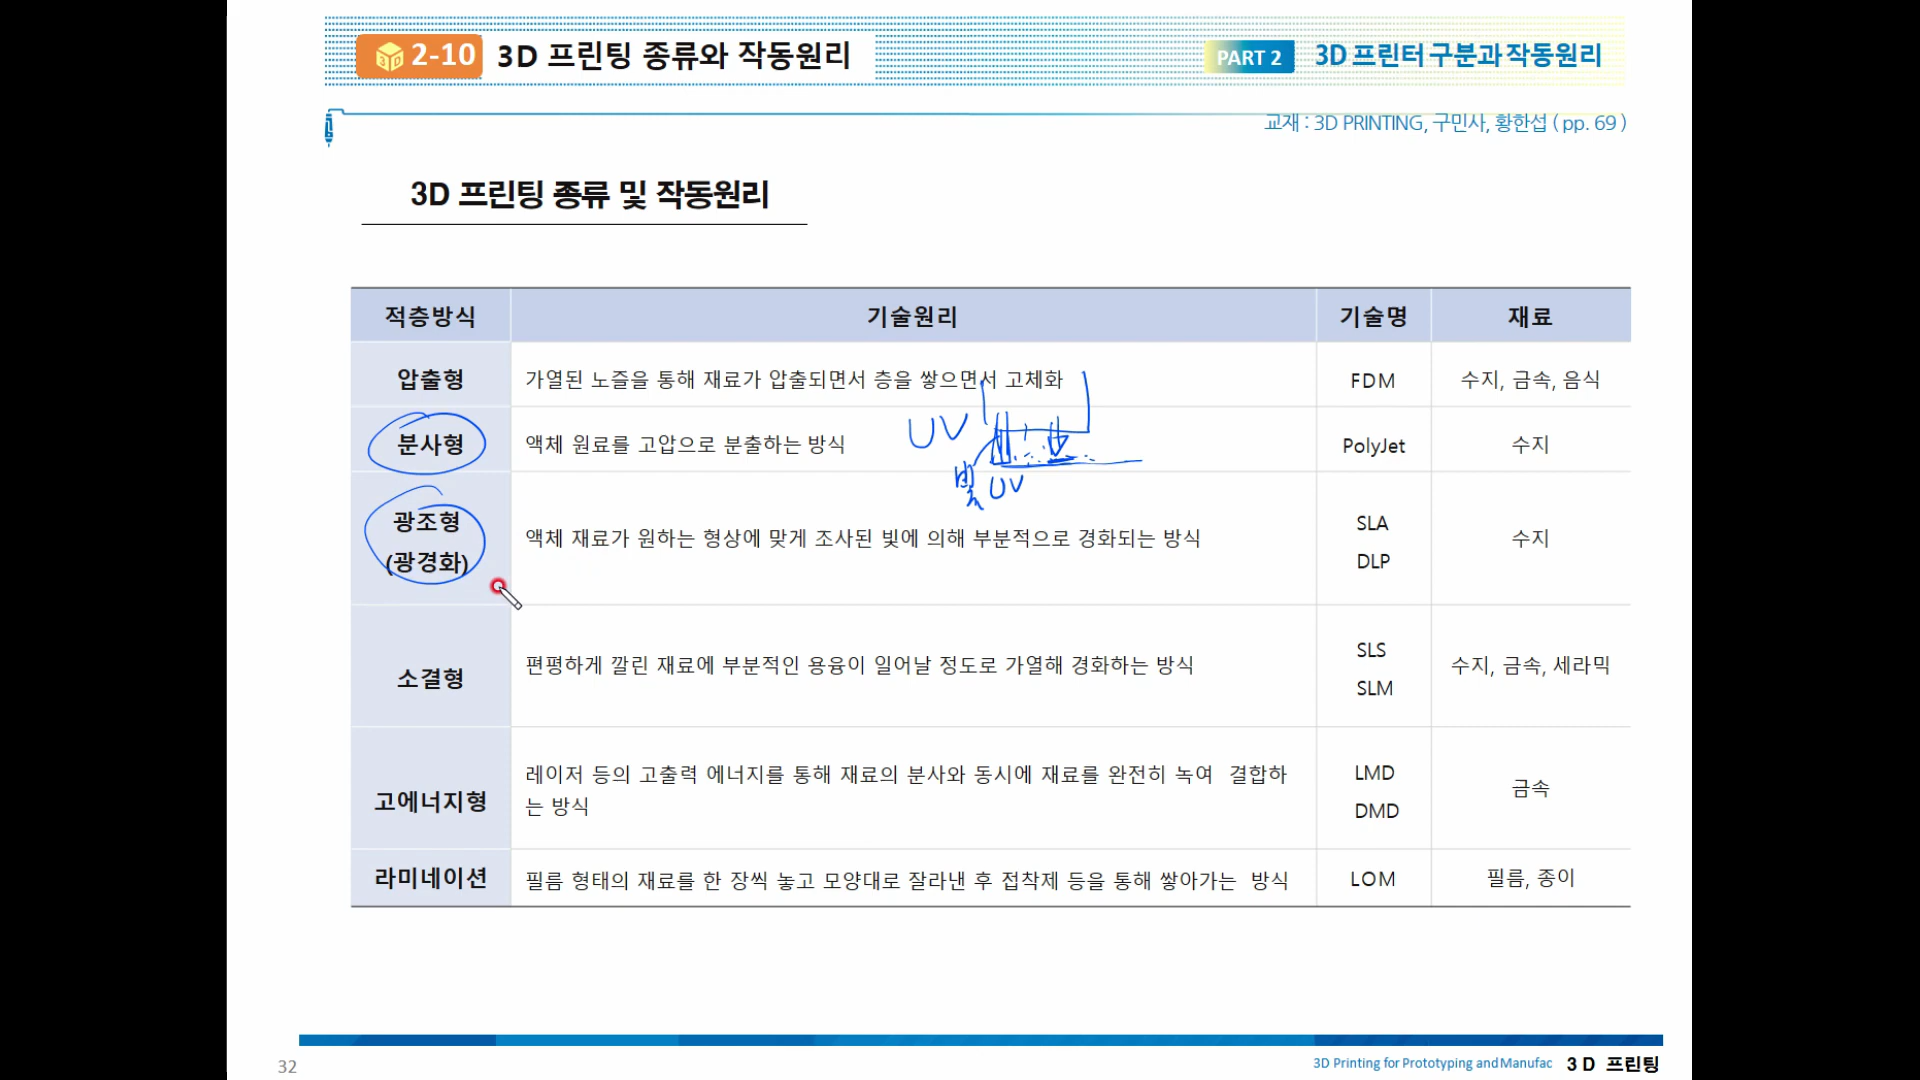 2-10 3D 프린팅 종류와 작동원리
PART 2 3D 프린터 구분과 작동원리
교재 : 3D PRINTING, 구민사, 황한섭 ( pp. 69 )
3D 프린팅 종류 및 작동원리
적층방식 기술원리 기술명 재료
압출형 가열된 노즐을 통해 재료가 압출되면서 층을 쌓으면서 고체화 FDM 수지, 금속, 음식
분사형 액체 원료를 고압으로 분출하는 방식 UV PolyJet 수지
빛 UV
광조형
(광경화)
액체 재료가 원하는 형상에 맞게 조사된 빛에 의해 부분적으로 경화되는 방식
SLA
DLP
수지
소결형
편평하게 깔린 재료에 부분적인 용융이 일어날 정도로 가열해 경화하는 방식
SLS
SLM
수지, 금속, 세라믹
고에너지형
레이저 등의 고출력 에너지를 통해 재료의 분사와 동시에 재료를 완전히 녹여 결합하
는 방식
LMD
DMD
금속
라미네이션 필름 형태의 재료를 한 장씩 놓고 모양대로 잘라낸 후 접착제 등을 통해 쌓아가는 방식 LOM 필름, 종이
32
3D Printing for Prototyping and Manufac 3D 프린팅